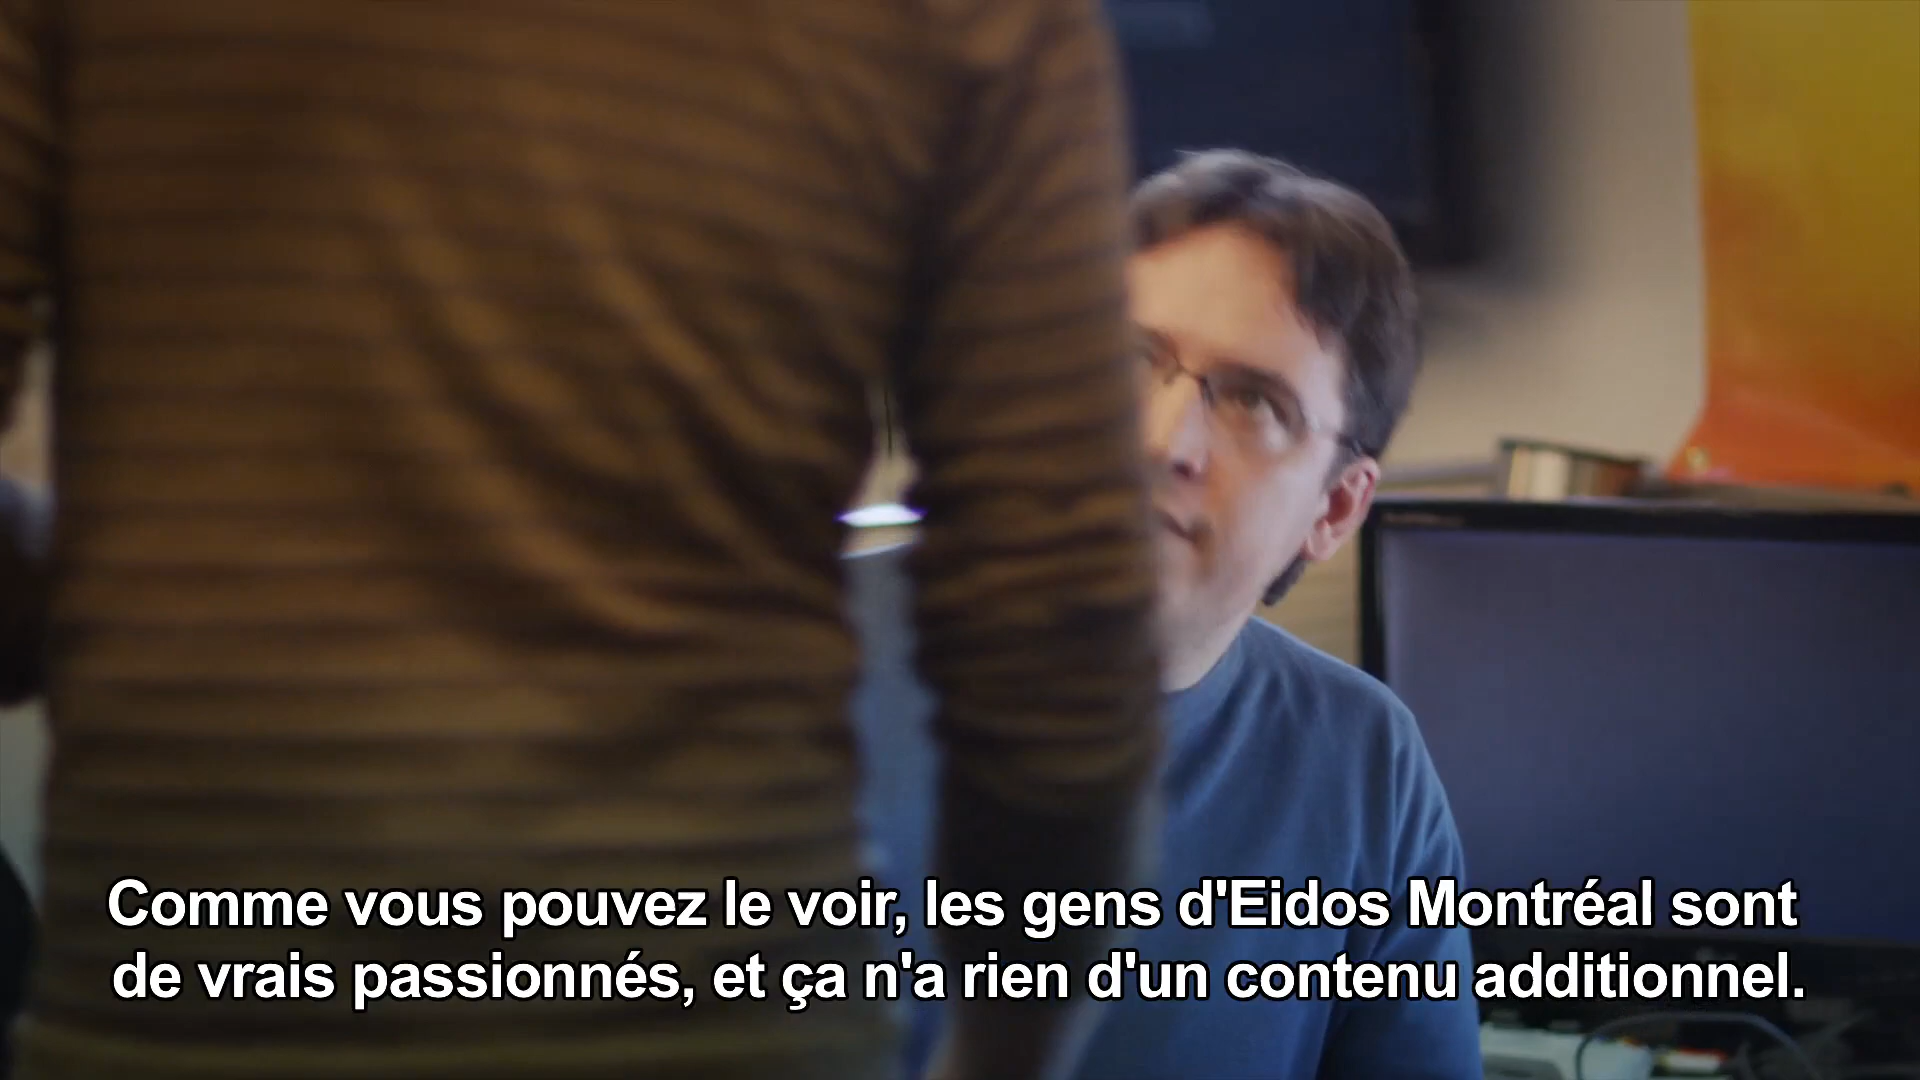 Comme vous pouvez le voir, les gens d'Eidos Montréal sont
de vrais passionnés, et ça n'a rien d'un contenu additionnel.